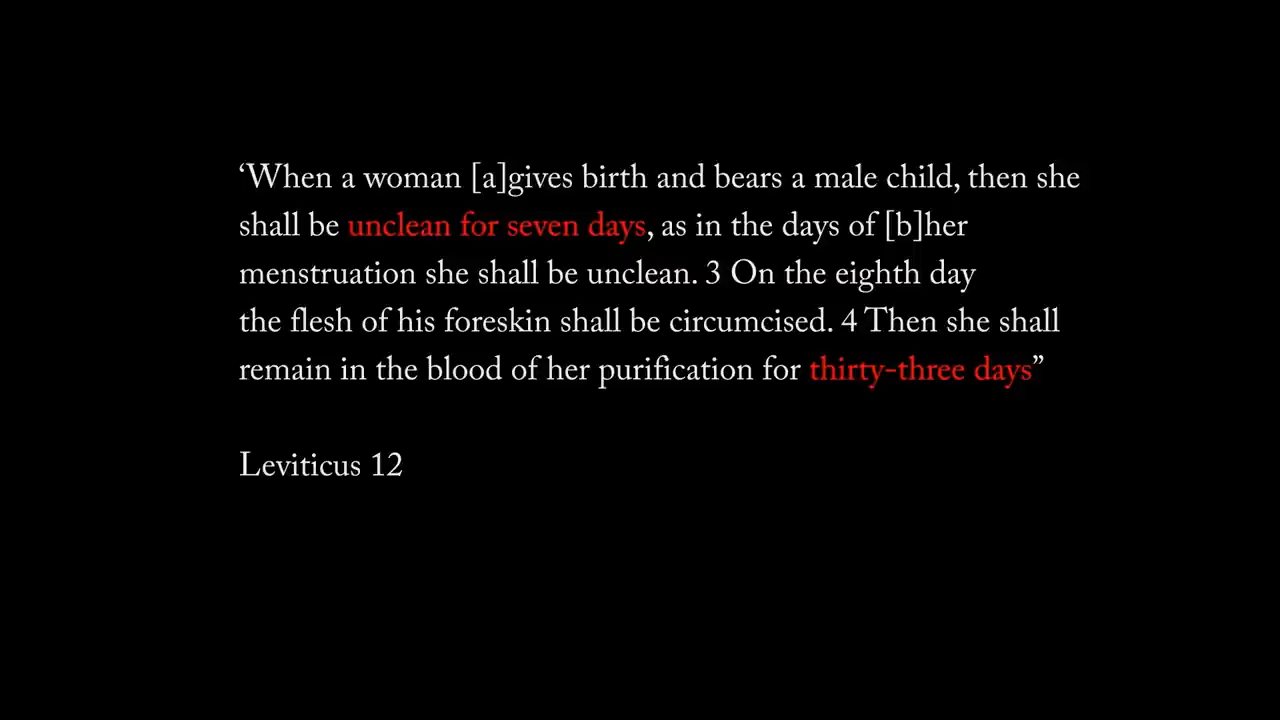 ‘When a woman [a]gives birth and bears a male child, then she
shall be unclean for seven days, as in the days of [b]her
menstruation she shall be unclean. 3 On the eighth day
the flesh of his foreskin shall be circumcised. 4 Then she shall
remain in the blood of her purification for thirty-three days”
Leviticus 12